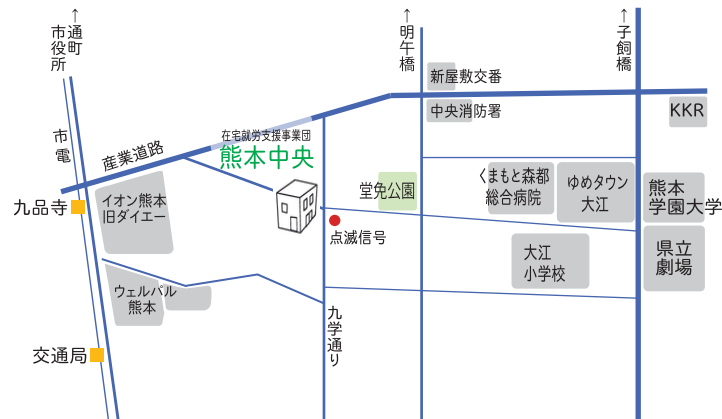 ↑通町
市役所
↑明午橋
↑子飼橋
新屋敷交番
中央消防署
KKR
市電
産業道路
在宅就労支援事業団
熊本中央
堂免公園
くまもと森都
総合病院
ゆめタウン
大江
熊本
学園大学
九品寺
イオン熊本
旧ダイエー
点滅信号
大江
小学校
県立
劇場
ウェルパル
熊本
九学通り
交通局